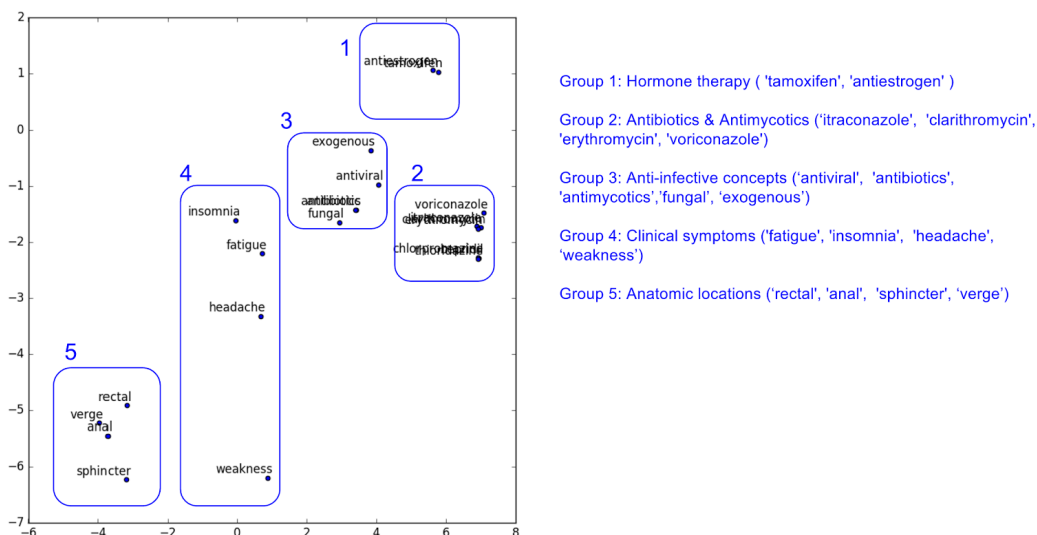 2
1
0
−1
−2
−3
−4
−5
−6
−7
−6
−4
−2
0
2
4
6
8
1
antiestrogen
tamoxifen
3
exogenous
antiviral
antibiotics
fungal
4
insomnia
fatigue
headache
weakness
2
voriconazole
itraconazole
erythromycin
chlorpromazine
thioridazine
5
rectal
verge
anal
sphincter
Group 1: Hormone therapy ( 'tamoxifen', 'antiestrogen' )
Group 2: Antibiotics & Antimycotics (‘itraconazole', 'clarithromycin',
'erythromycin', 'voriconazole')
Group 3: Anti-infective concepts (‘antiviral', 'antibiotics',
'antimycotics’,’fungal’, ‘exogenous’)
Group 4: Clinical symptoms ('fatigue', 'insomnia', 'headache',
‘weakness’)
Group 5: Anatomic locations (‘rectal', 'anal', 'sphincter', ‘verge’)